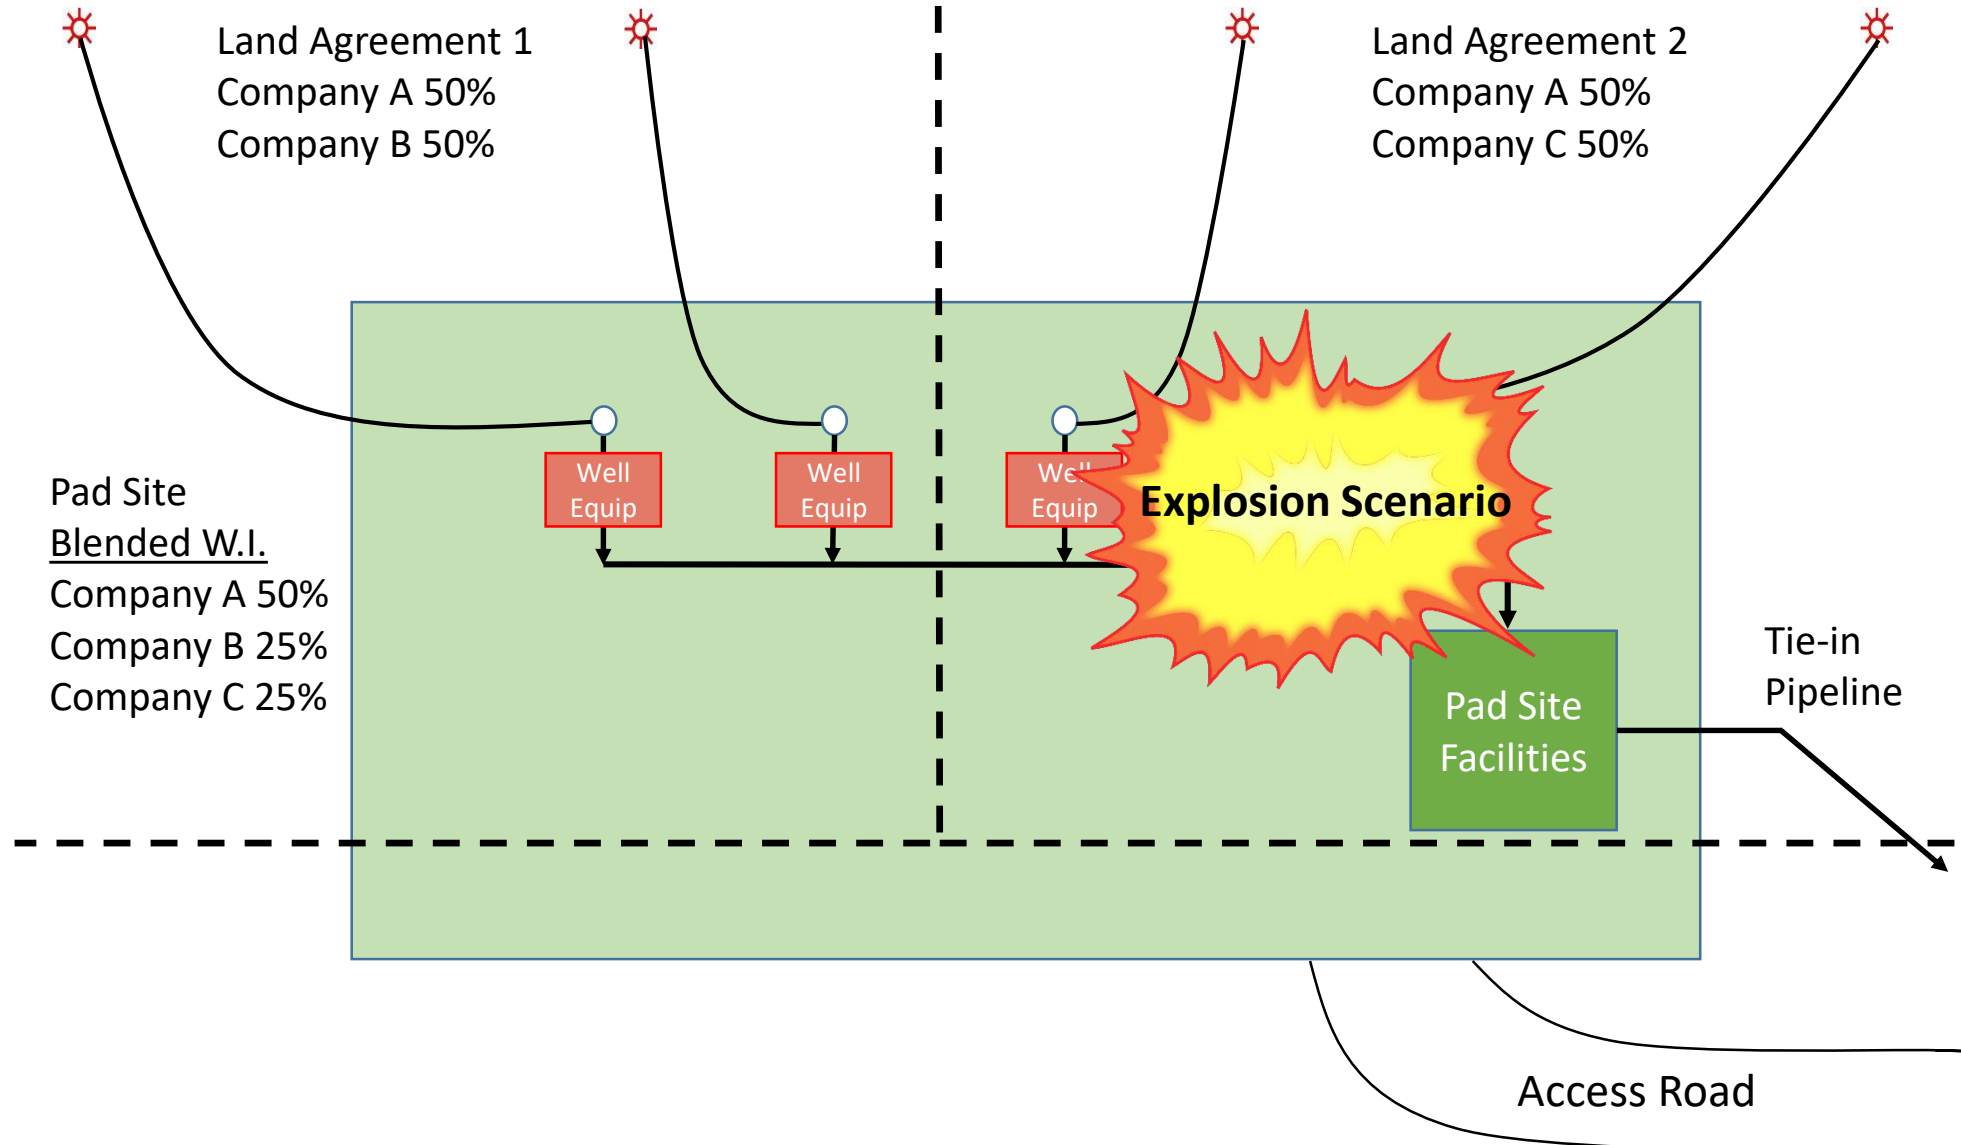 Land Agreement 1
Company A 50%
Company B 50%
Land Agreement 2
Company A 50%
Company C 50%
Pad Site
Blended W.I.
Company A 50%
Company B 25%
Company C 25%
Well
Equip
Well
Equip
Well
Equip
Explosion Scenario
Pad Site
Facilities
Tie-in
Pipeline
Access Road